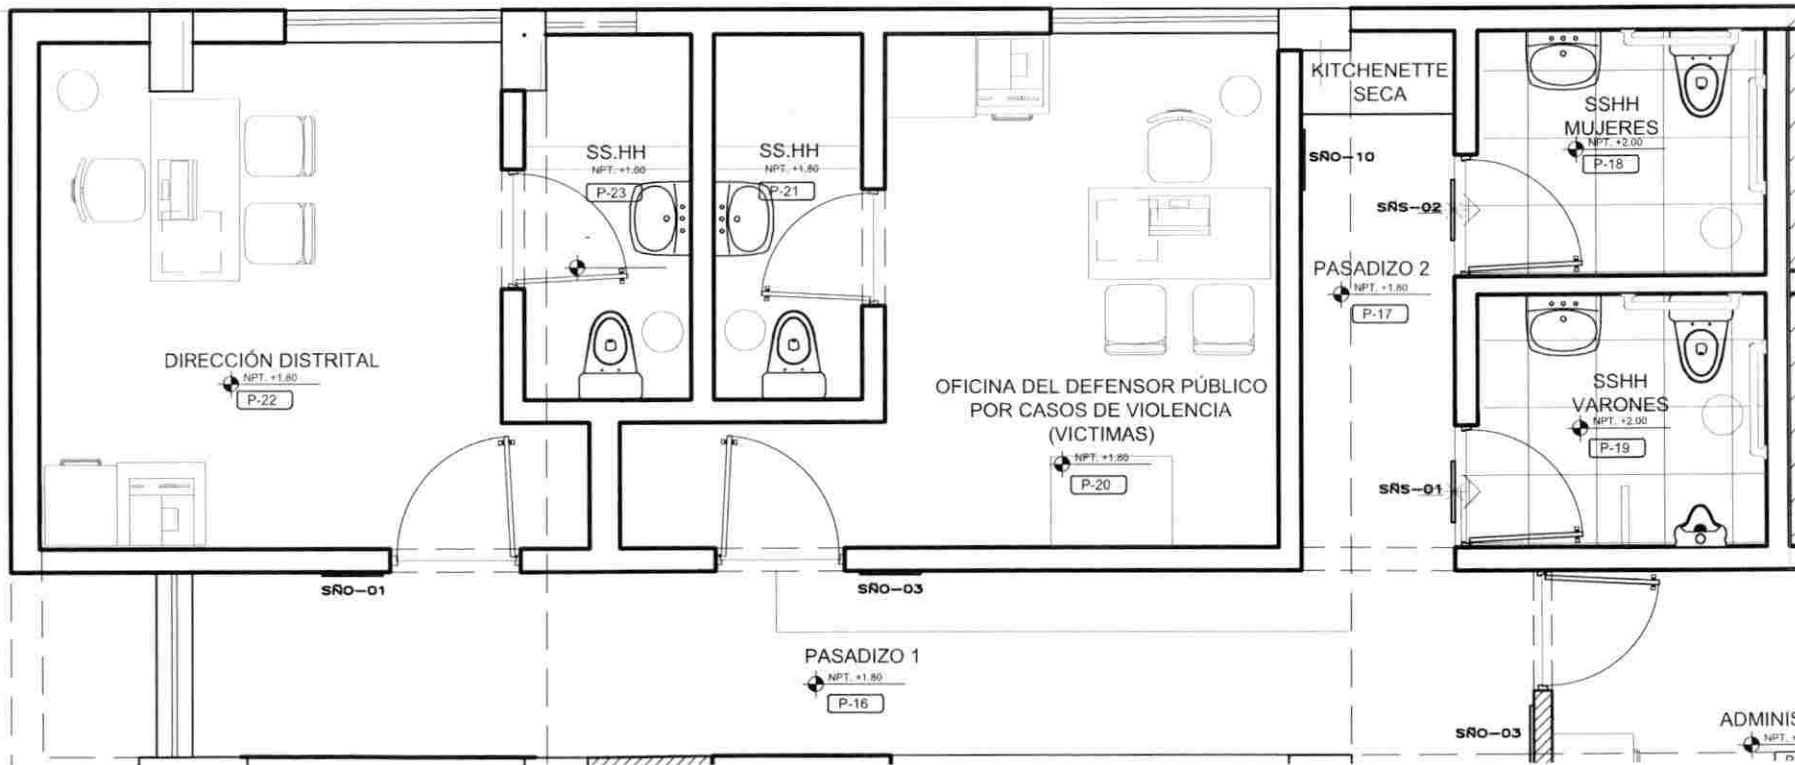 KITCHENETTE
SECA
SSHH
MUJERES
NPT. +2.00
P-18
SS.HH
NPT. +1.80
P-23
SS.HH
NPT. +1.80
P-21
SÑO-10
SÑS-02
PASADIZO 2
NPT. +1.80
P-17
DIRECCIÓN DISTRITAL
NPT. +1.80
P-22
OFICINA DEL DEFENSOR PÚBLICO
POR CASOS DE VIOLENCIA
(VICTIMAS)
NPT. +1.80
P-20
SSHH
VARONES
NPT. +2.00
P-19
SÑS-01
SÑO-01
SÑO-03
PASADIZO 1
NPT. +1.80
P-16
SÑO-03
ADMINIS
NPT. +